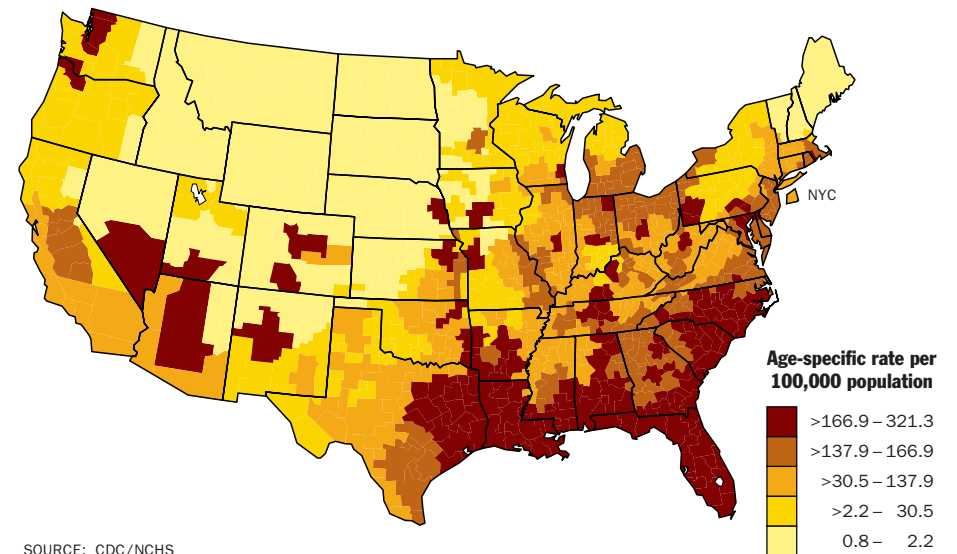 NYC
Age-specific rate per
100,000 population
>166.9 – 321.3
>137.9 – 166.9
>30.5 – 137.9
>2.2 – 30.5
0.8 – 2.2
SOURCE: CDC/NCHS